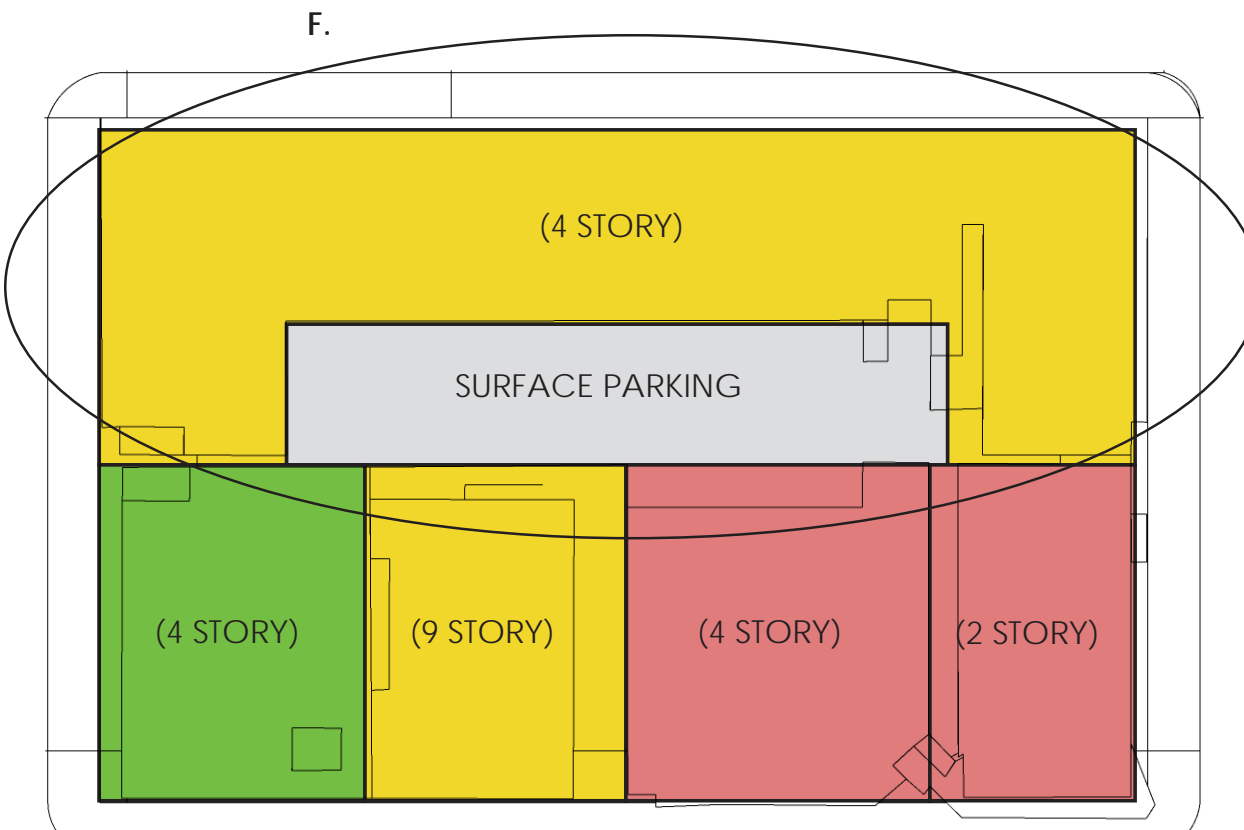 F.
(4 STORY)
SURFACE PARKING
(4 STORY)
(9 STORY)
(4 STORY)
(2 STORY)